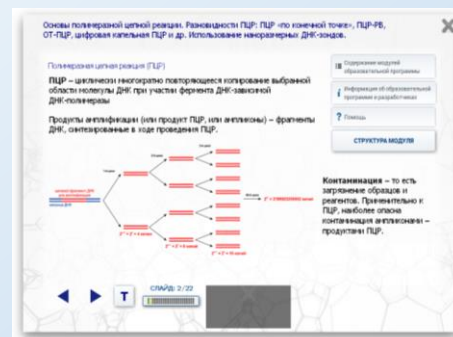 Основы полимеразной цепной реакции. Разновидности ПЦР: ПЦР «по конечной точке», ПЦР-РВ,
ОТ-ПЦР, цифровая капельная ПЦР и др. Использование наноразмерных ДНК-зондов.
Полимеразная цепная реакция (ПЦР)
ПЦР – циклически многократно повторяющееся копирование выбранной
области молекулы ДНК при участии фермента ДНК-зависимой
ДНК-полимеразы
Продукты амплификации (или продукт ПЦР, или ампликоны) – фрагменты
ДНК, синтезированные в ходе проведения ПЦР.
Содержание модулей
образовательной программы
Информация об образовательной
программе и разработчиках
? Помощь
СТРУКТУРА МОДУЛЯ
Контаминация – то есть
загрязнение образцов и
реагентов. Применительно к
ПЦР, наиболее опасна
контаминация ампликонами –
продуктами ПЦР.
T
СЛАЙД: 2/22